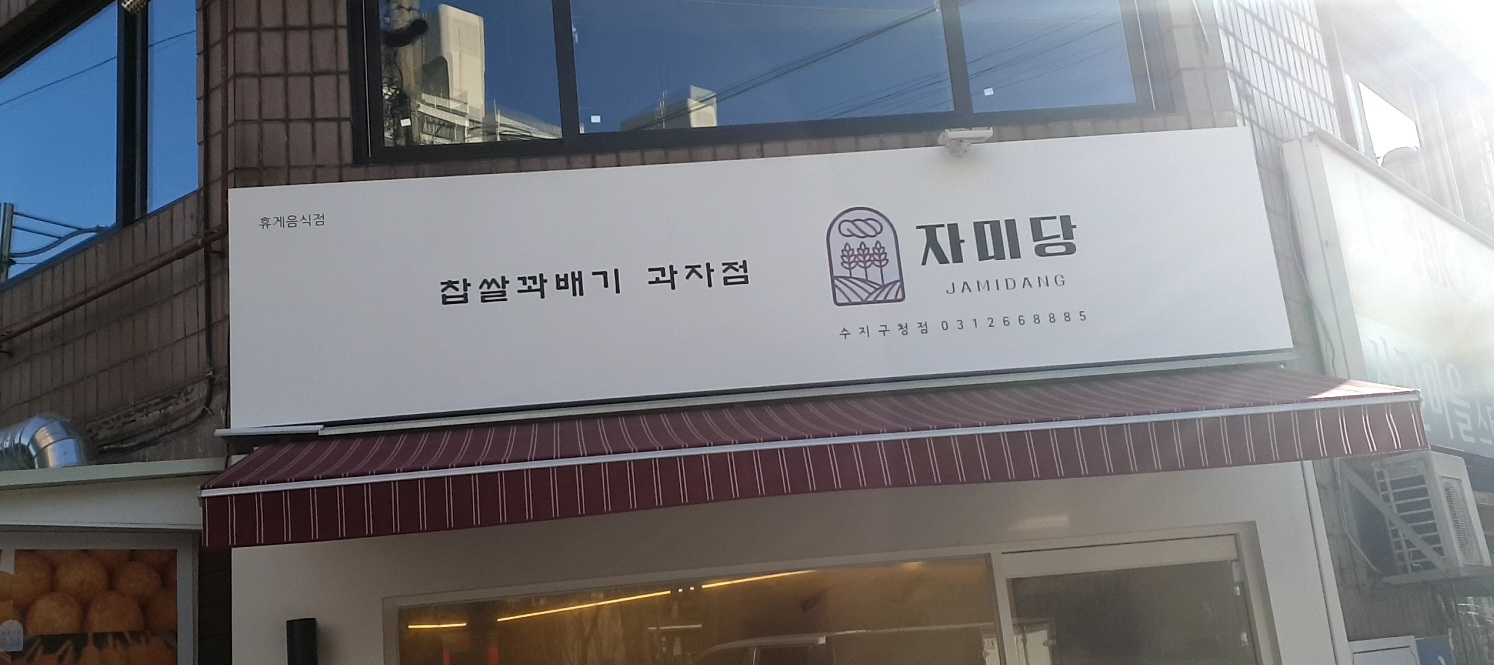 휴게음식점
찹쌀꽈배기 과자점
자미당
JAMIDANG
수지구청점 0312668885